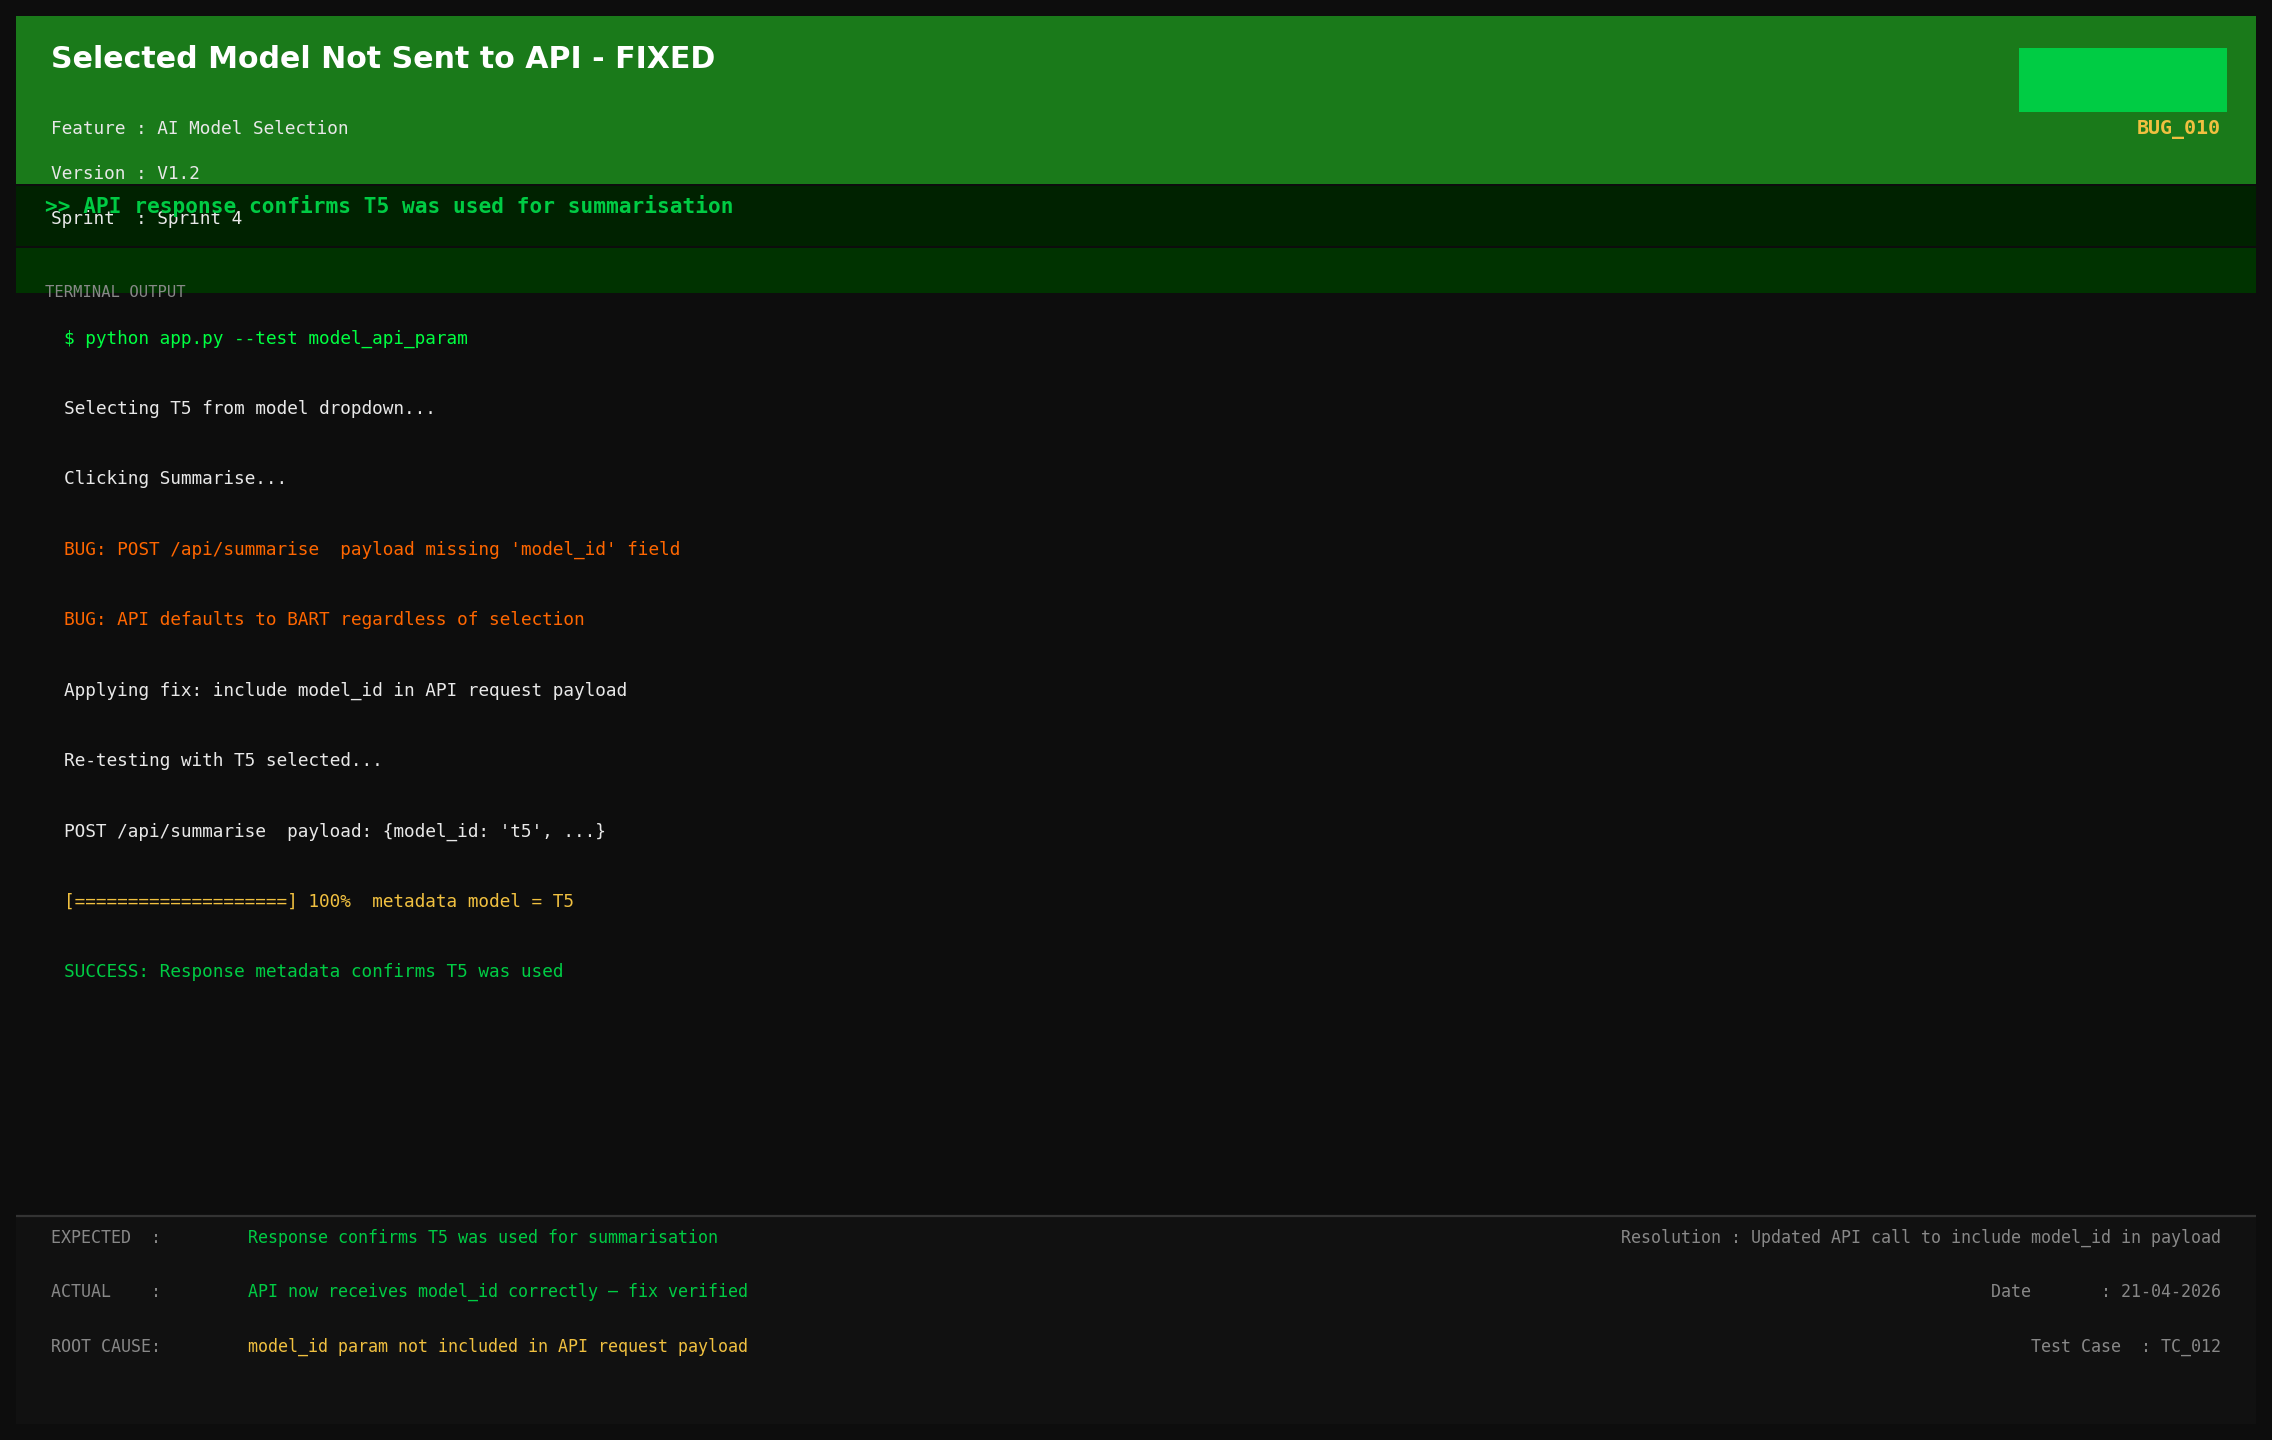 Selected Model Not Sent to API - FIXED
Feature : AI Model Selection
BUG_010
Version : V1.2
>> API response confirms T5 was used for summarisation
Sprint  : Sprint 4
TERMINAL OUTPUT
$ python app.py --test model_api_param
Selecting T5 from model dropdown...
Clicking Summarise...
BUG: POST /api/summarise  payload missing 'model_id' field
BUG: API defaults to BART regardless of selection
Applying fix: include model_id in API request payload
Re-testing with T5 selected...
POST /api/summarise  payload: {model_id: 't5', ...}
[====================] 100%  metadata model = T5
SUCCESS: Response metadata confirms T5 was used
EXPECTED  : Response confirms T5 was used for summarisation
Resolution : Updated API call to include model_id in payload
ACTUAL    : API now receives model_id correctly — fix verified
Date       : 21-04-2026
ROOT CAUSE: model_id param not included in API request payload
Test Case  : TC_012